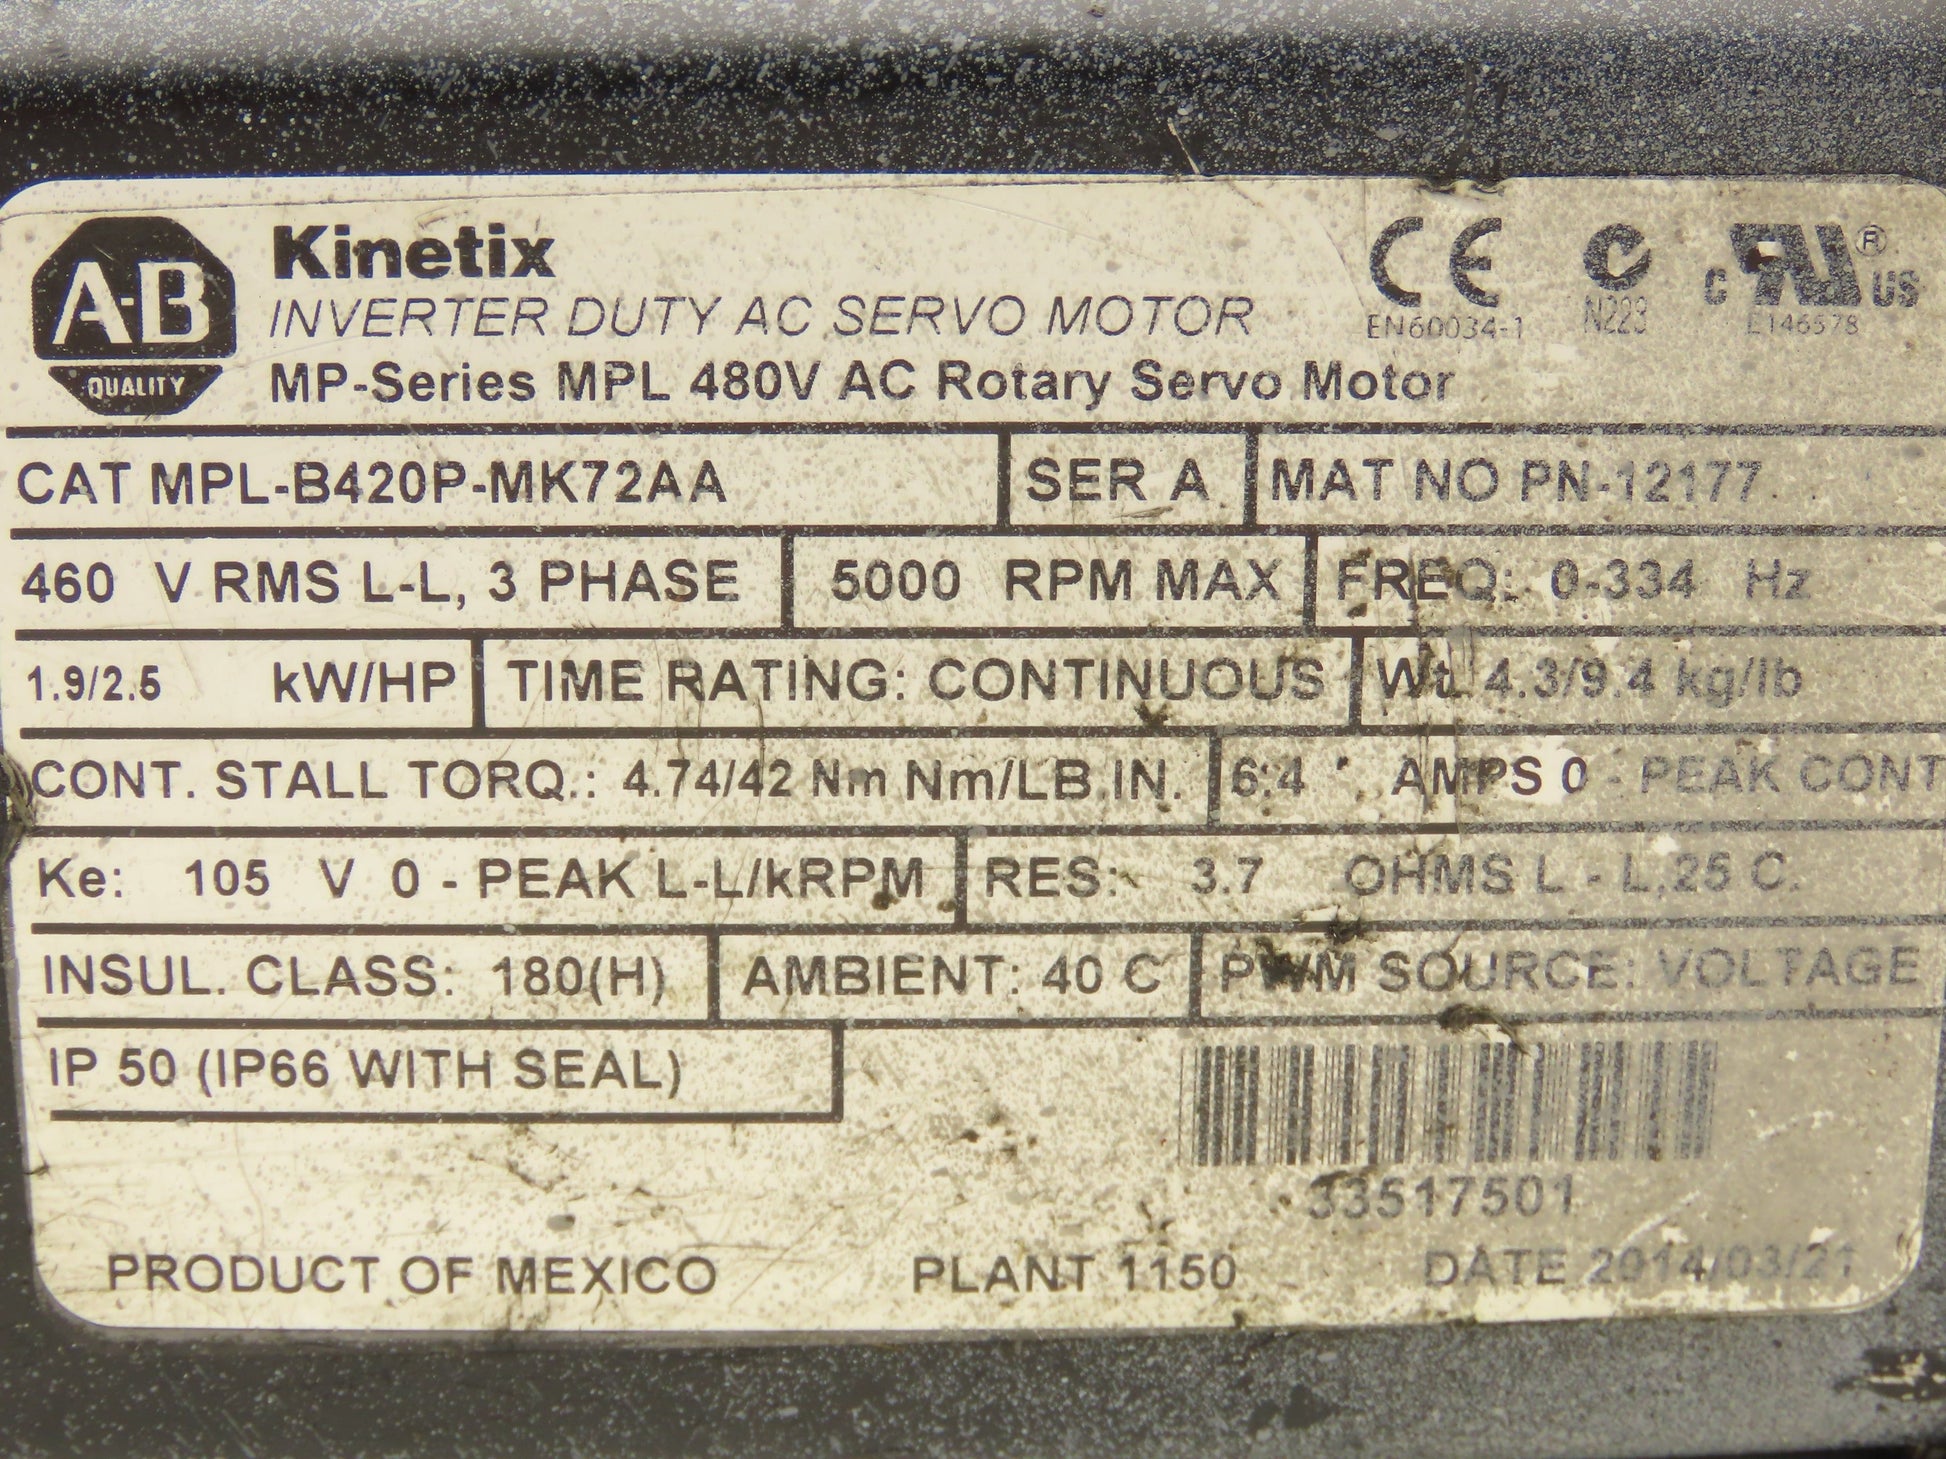 A-B
QUALITY
Kinetix
INVERTER DUTY AC SERVO MOTOR
MP-Series MPL 480V AC Rotary Servo Motor
CE
EN60034-1
N223
C UR ® US
E146578
CAT MPL-B420P-MK72AA SER A MAT NO PN-12177
460 V RMS L-L, 3 PHASE 5000 RPM MAX FREQ: 0-334 Hz
1.9/2.5 kW/HP TIME RATING: CONTINUOUS Wt. 4.3/9.4 kg/lb
CONT. STALL TORQ.: 4.74/42 Nm Nm/LB.IN. 6.4 AMPS 0 - PEAK CONT
Ke: 105 V 0 - PEAK L-L/kRPM RES: 3.7 OHMS L - L,25 C.
INSUL. CLASS: 180(H) AMBIENT: 40 C PWM SOURCE: VOLTAGE
IP 50 (IP66 WITH SEAL)
33517501
PRODUCT OF MEXICO PLANT 1150 DATE 2014/03/21